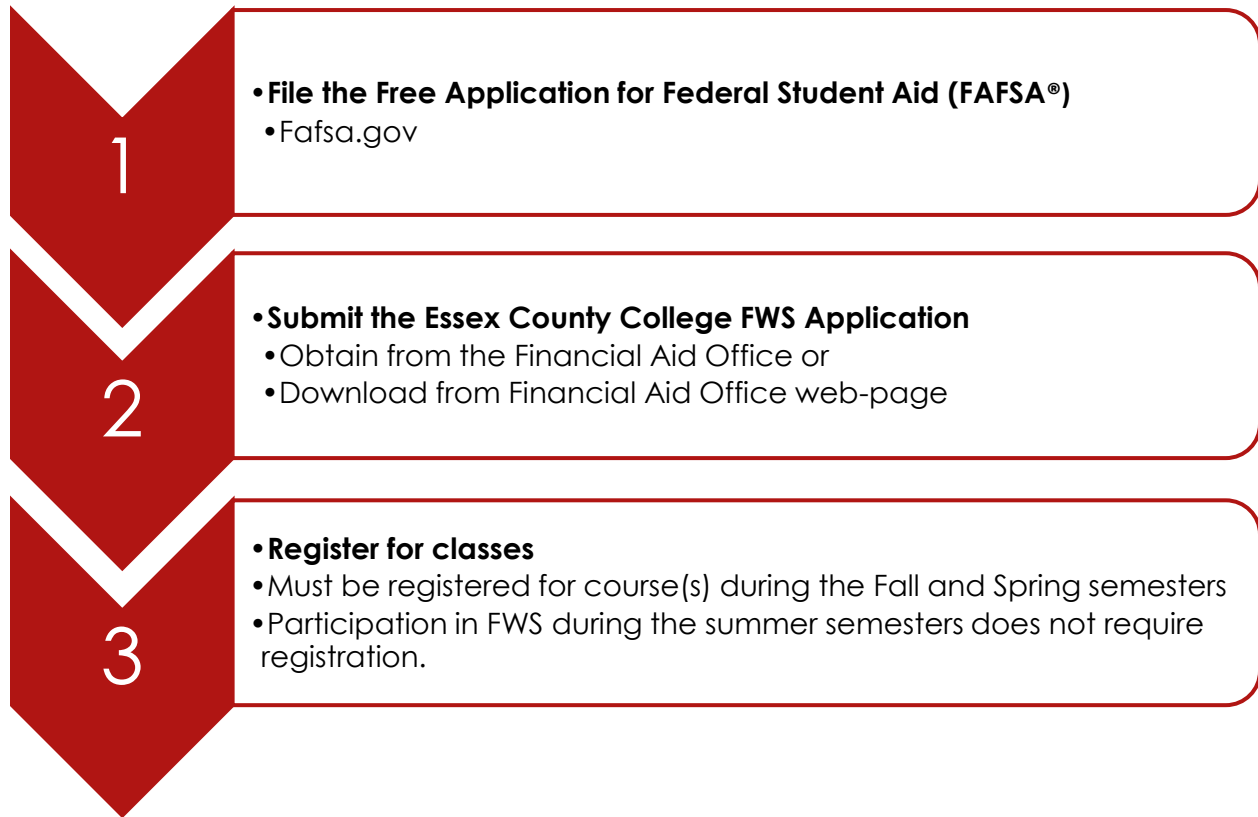 1
•File the Free Application for Federal Student Aid (FAFSA®)
•Fafsa.gov
2
•Submit the Essex County College FWS Application
•Obtain from the Financial Aid Office or
•Download from Financial Aid Office web-page
3
•Register for classes
•Must be registered for course(s) during the Fall and Spring semesters
•Participation in FWS during the summer semesters does not require
registration.